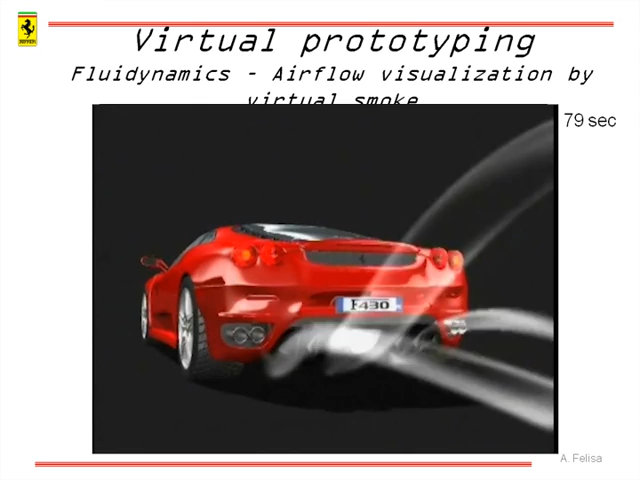 Virtual prototyping
Fluidynamics - Airflow visualization by
virtual smoke
79 sec
F430
A. Felisa